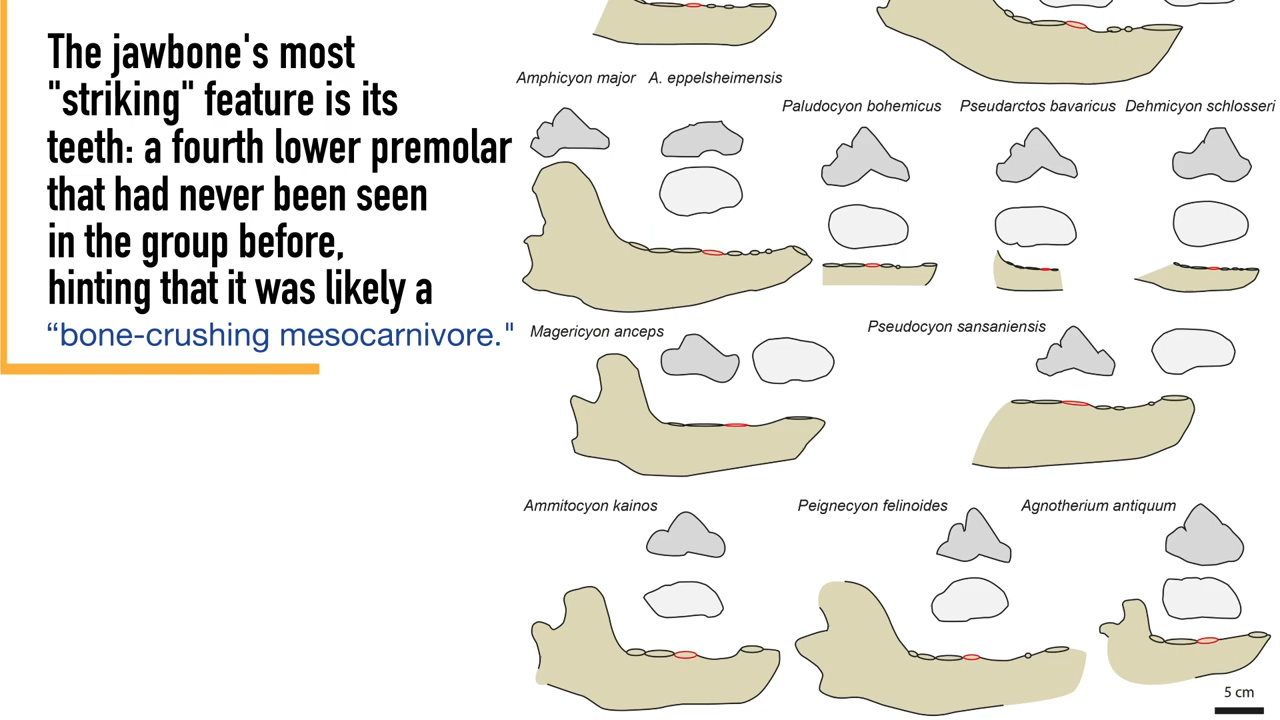 The jawbone's most
"striking" feature is its
teeth: a fourth lower premolar
that had never been seen
in the group before,
hinting that it was likely a
“bone-crushing mesocarnivore."
Amphicyon major A. eppelsheimensis
Paludocyon bohemicus Pseudarctos bavaricus Dehmicyon schlosseri
Magericyon anceps Pseudocyon sansaniensis
Ammitocyon kainos Peignecyon felinoides Agnotherium antiquum
5 cm